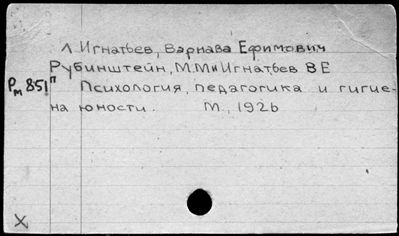 л Игнатьев, Варнава Ефимович
Рубинштейн, М.М и Игнатьев В Е
Рм 851 п Психология, педагогика и гигие-
на юности. М., 1926
X